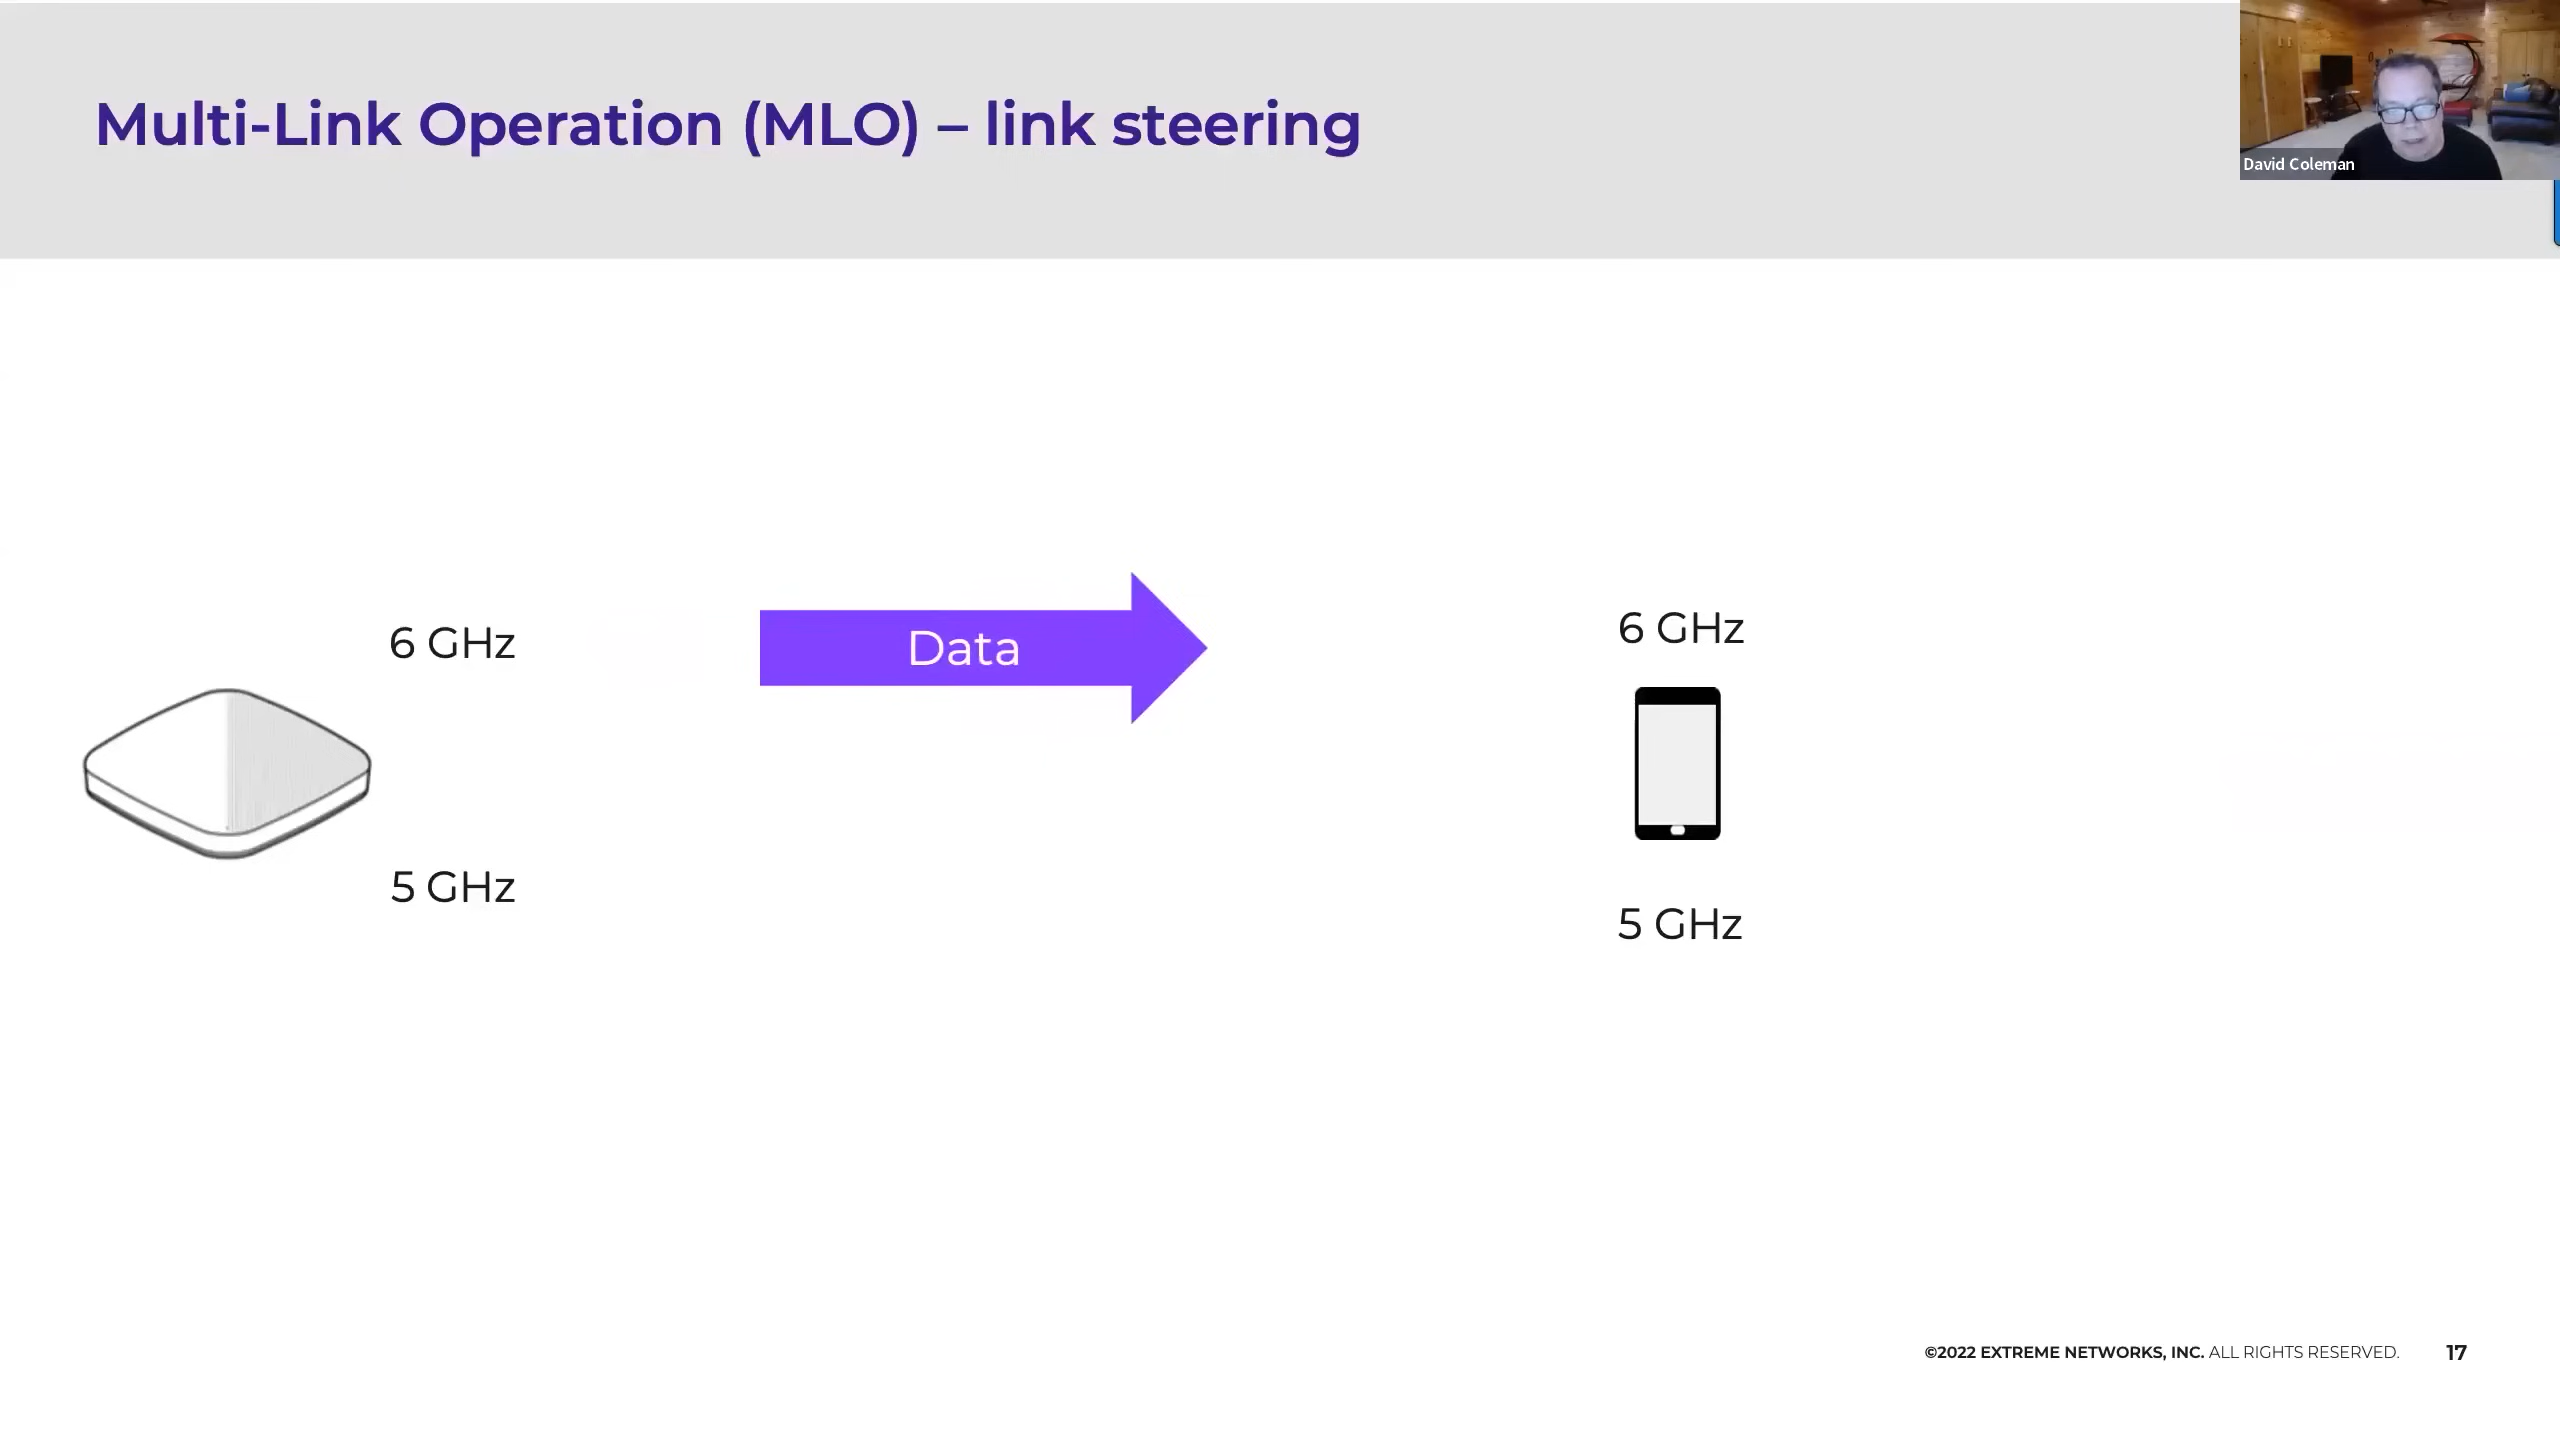 Multi-Link Operation (MLO) – link steering
David Coleman
6 GHz
Data
6 GHz
5 GHz
5 GHz
©2022 EXTREME NETWORKS, INC. ALL RIGHTS RESERVED. 17